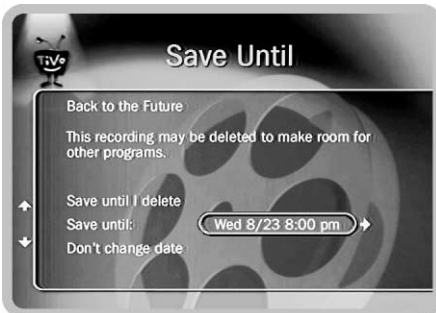 TiVo
Save Until
Back to the Future
This recording may be deleted to make room for
other programs.
Save until I delete
Save until:
Wed 8/23 8:00 pm
Don't change date